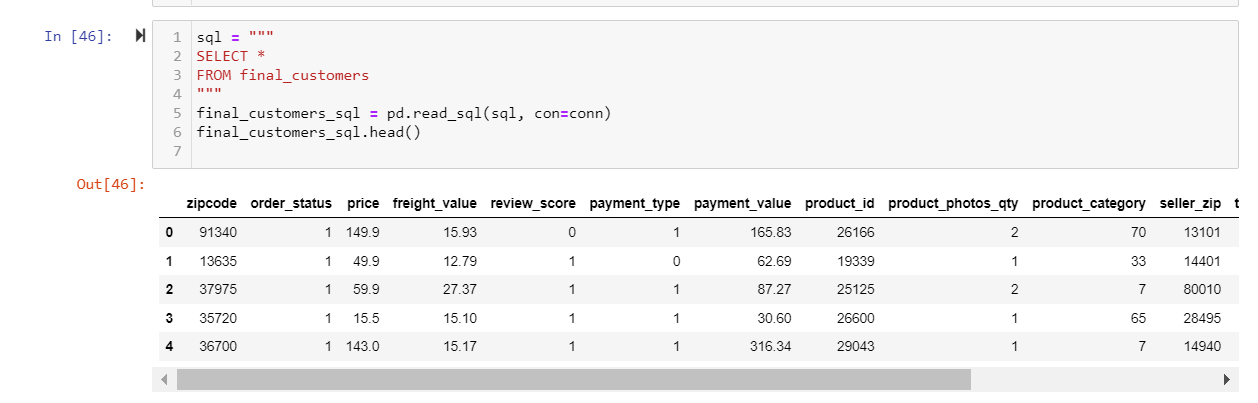 In [46]:
1 sql = """
2 SELECT *
3 FROM final_customers
4 """
5 final_customers_sql = pd.read_sql(sql, con=conn)
6 final_customers_sql.head()
7
Out[46]:
zipcode order_status price freight_value review_score payment_type payment_value product_id product_photos_qty product_category seller_zip t
0 91340 1 149.9 15.93 0 1 165.83 26166 2 70 13101
1 13635 1 49.9 12.79 1 0 62.69 19339 1 33 14401
2 37975 1 59.9 27.37 1 1 87.27 25125 2 7 80010
3 35720 1 15.5 15.10 1 1 30.60 26600 1 65 28495
4 36700 1 143.0 15.17 1 1 316.34 29043 1 7 14940